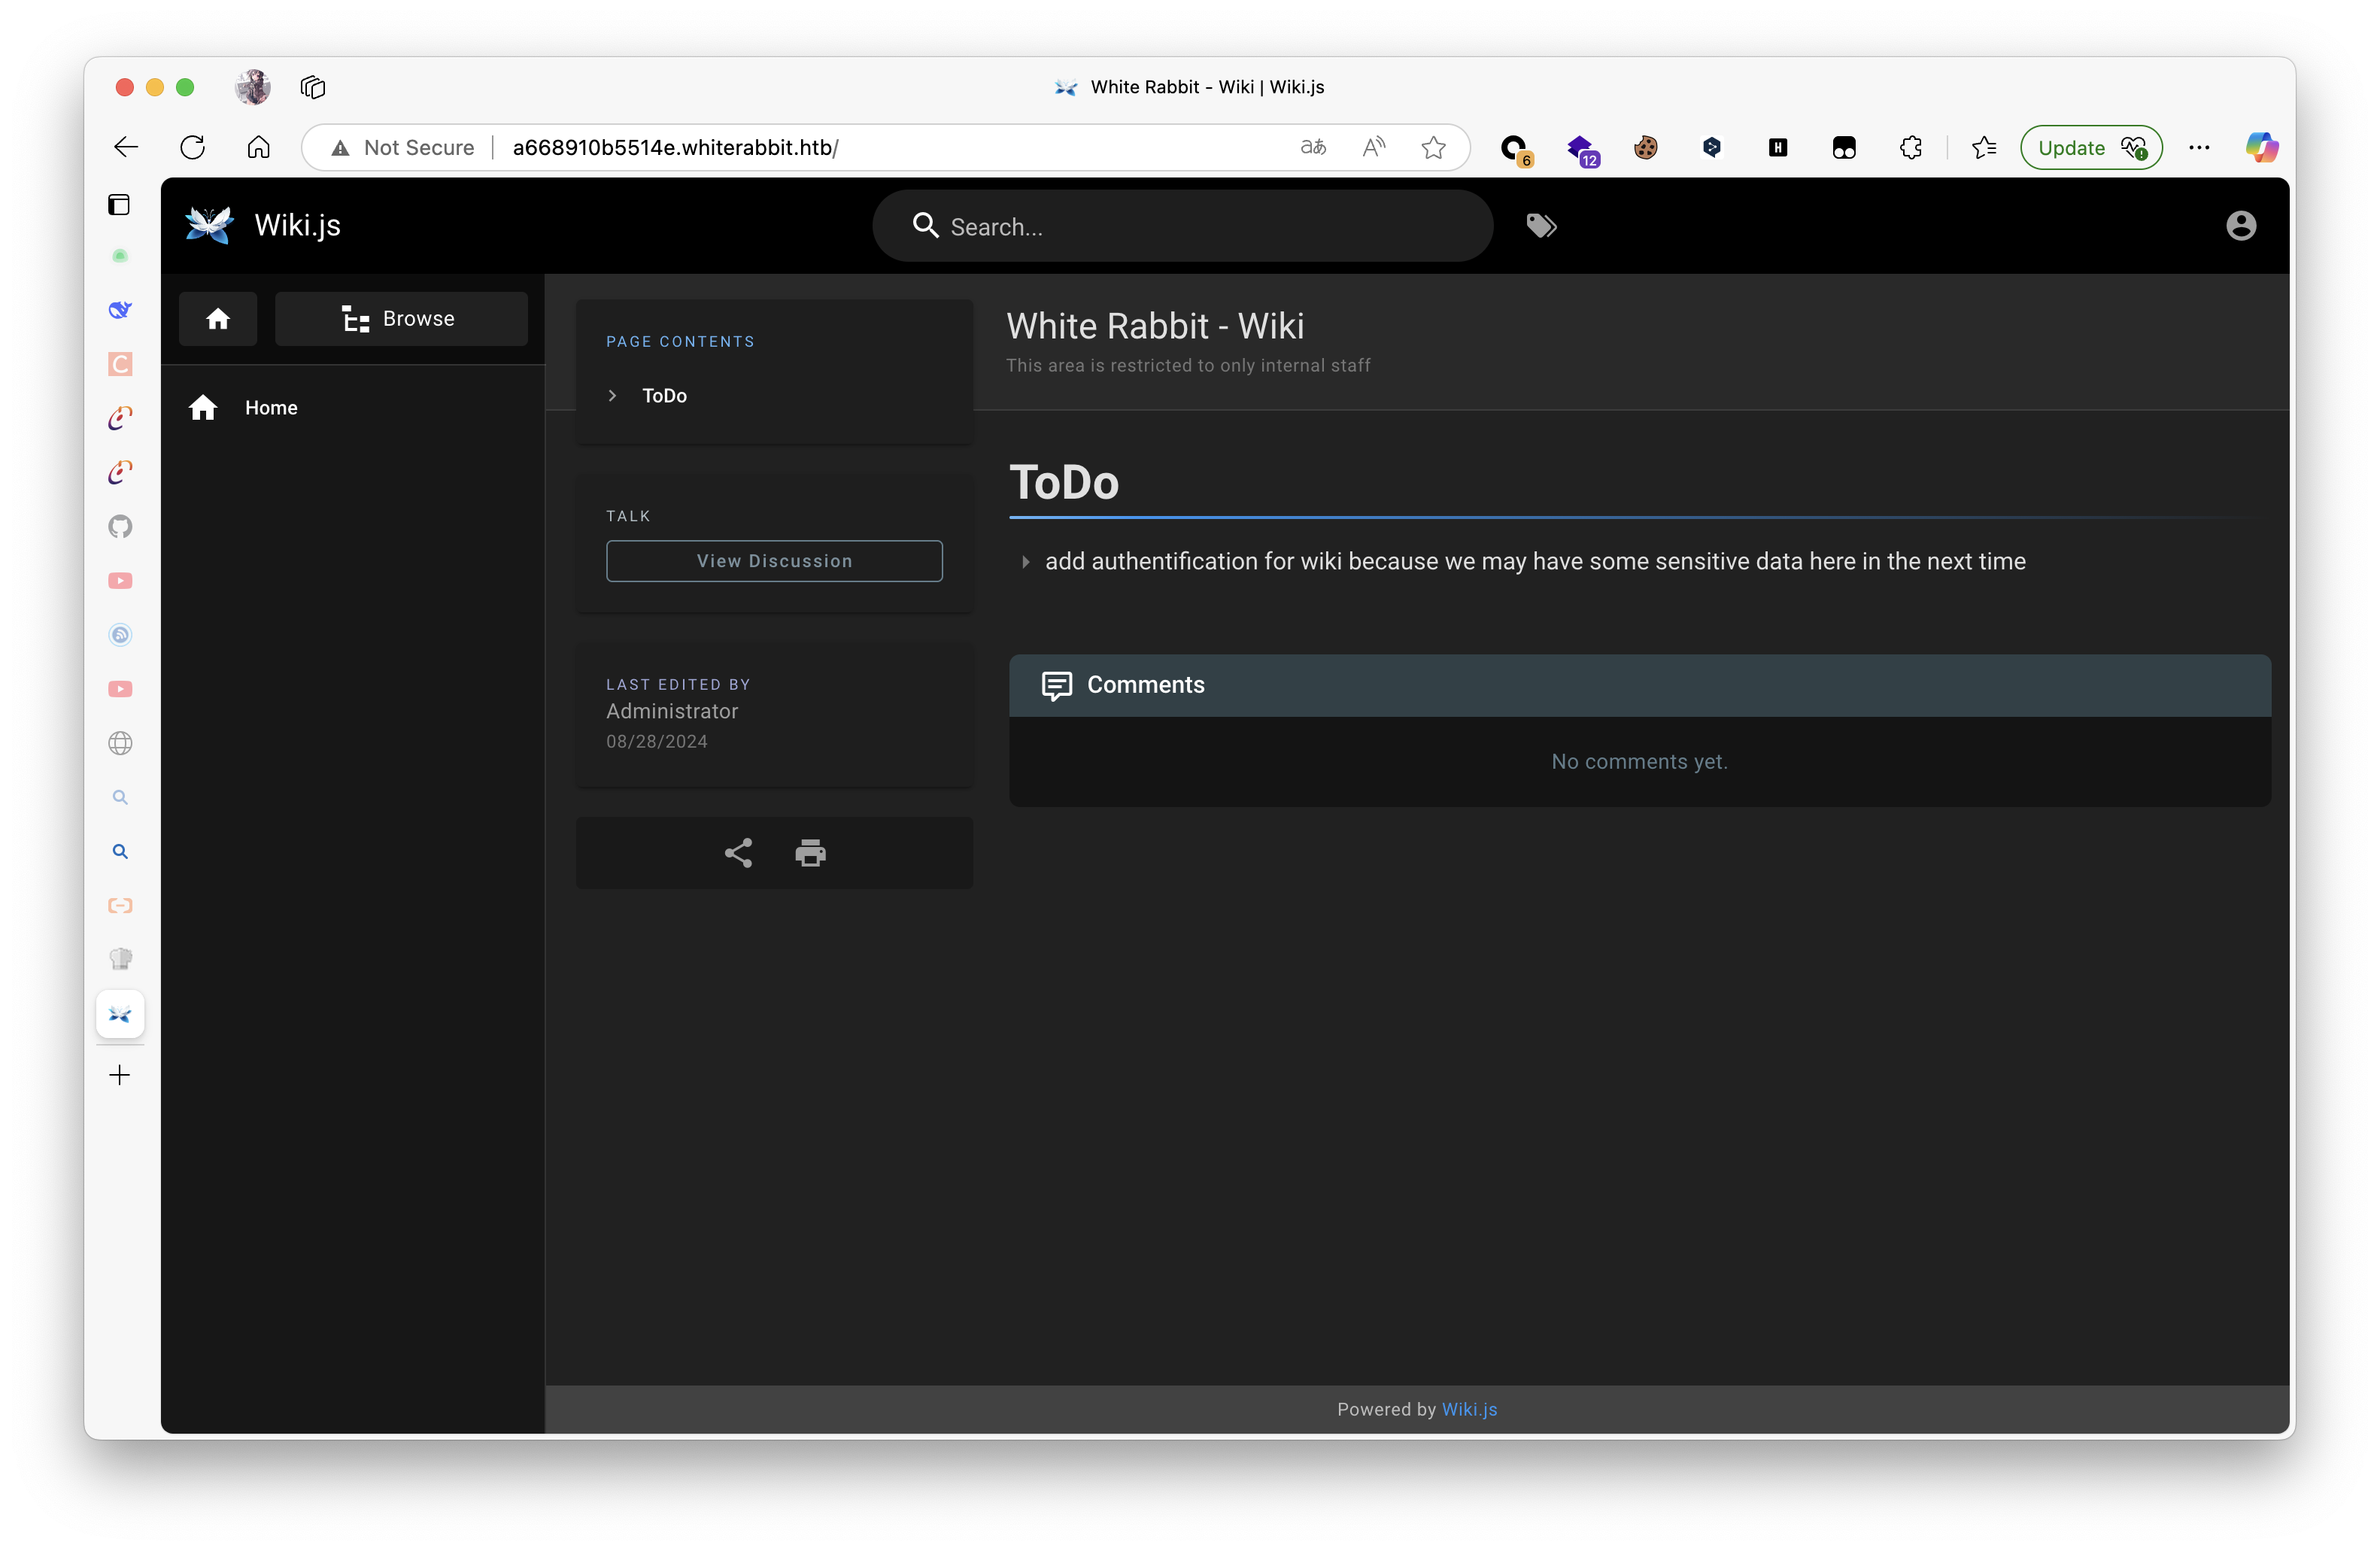 White Rabbit - Wiki | Wiki.js
Not Secure
a668910b5514e.whiterabbit.htb/
aあ
A
6
12
H
Update
Wiki.js
Search...
Browse
Home
PAGE CONTENTS
ToDo
TALK
View Discussion
LAST EDITED BY
Administrator
08/28/2024
White Rabbit - Wiki
This area is restricted to only internal staff
ToDo
add authentification for wiki because we may have some sensitive data here in the next time
Comments
No comments yet.
Powered by Wiki.js